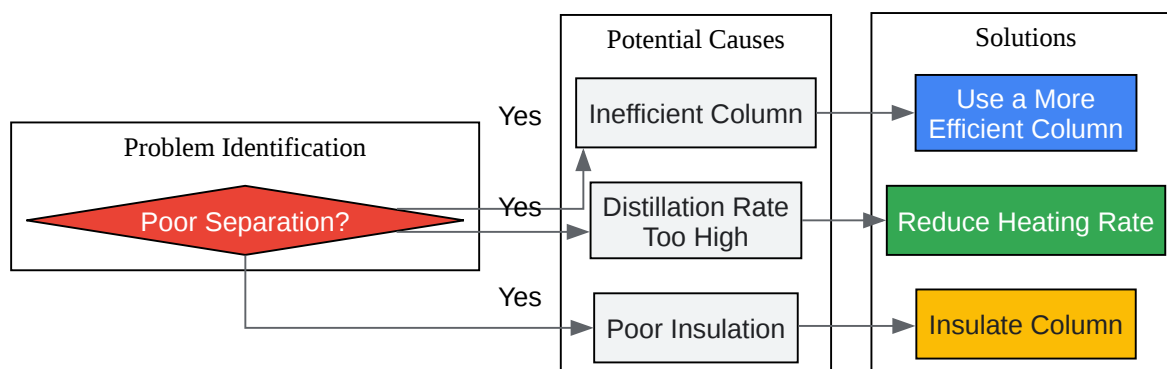 Potential Causes
Solutions
Yes
Inefficient Column
Use a More
Efficient Column
Problem Identification
Poor Separation?
Yes
Distillation Rate
Too High
Reduce Heating Rate
Yes
Poor Insulation
Insulate Column